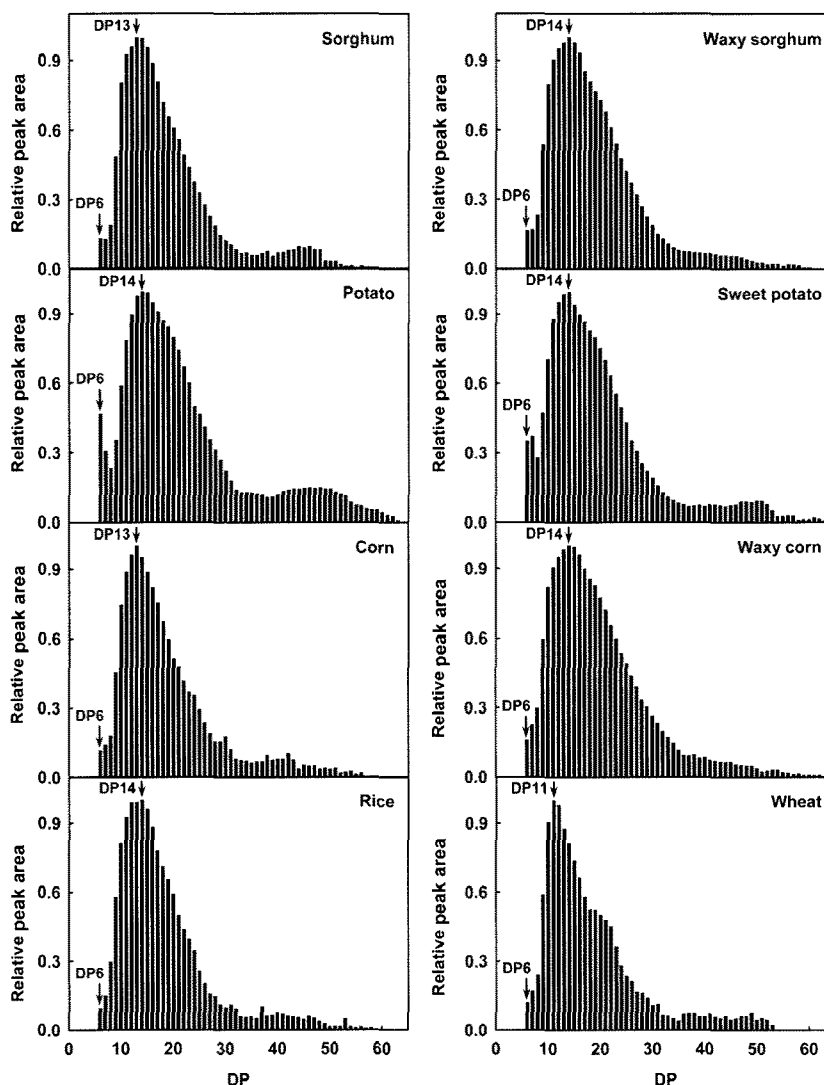 DP13
Sorghum
DP6
Relative peak area
0.9
0.6
0.3
0.0
DP14
Waxy sorghum
DP6
Relative peak area
0.9
0.6
0.3
0.0
DP14
Potato
DP6
Relative peak area
0.9
0.6
0.3
0.0
DP14
Sweet potato
DP6
Relative peak area
0.9
0.6
0.3
0.0
DP13
Corn
DP6
Relative peak area
0.9
0.6
0.3
0.0
DP14
Waxy corn
DP6
Relative peak area
0.9
0.6
0.3
0.0
DP14
Rice
DP6
Relative peak area
0.9
0.6
0.3
0.0
0 10 20 30 40 50 60
DP
DP11
Wheat
DP6
Relative peak area
0.9
0.6
0.3
0.0
0 10 20 30 40 50 60
DP